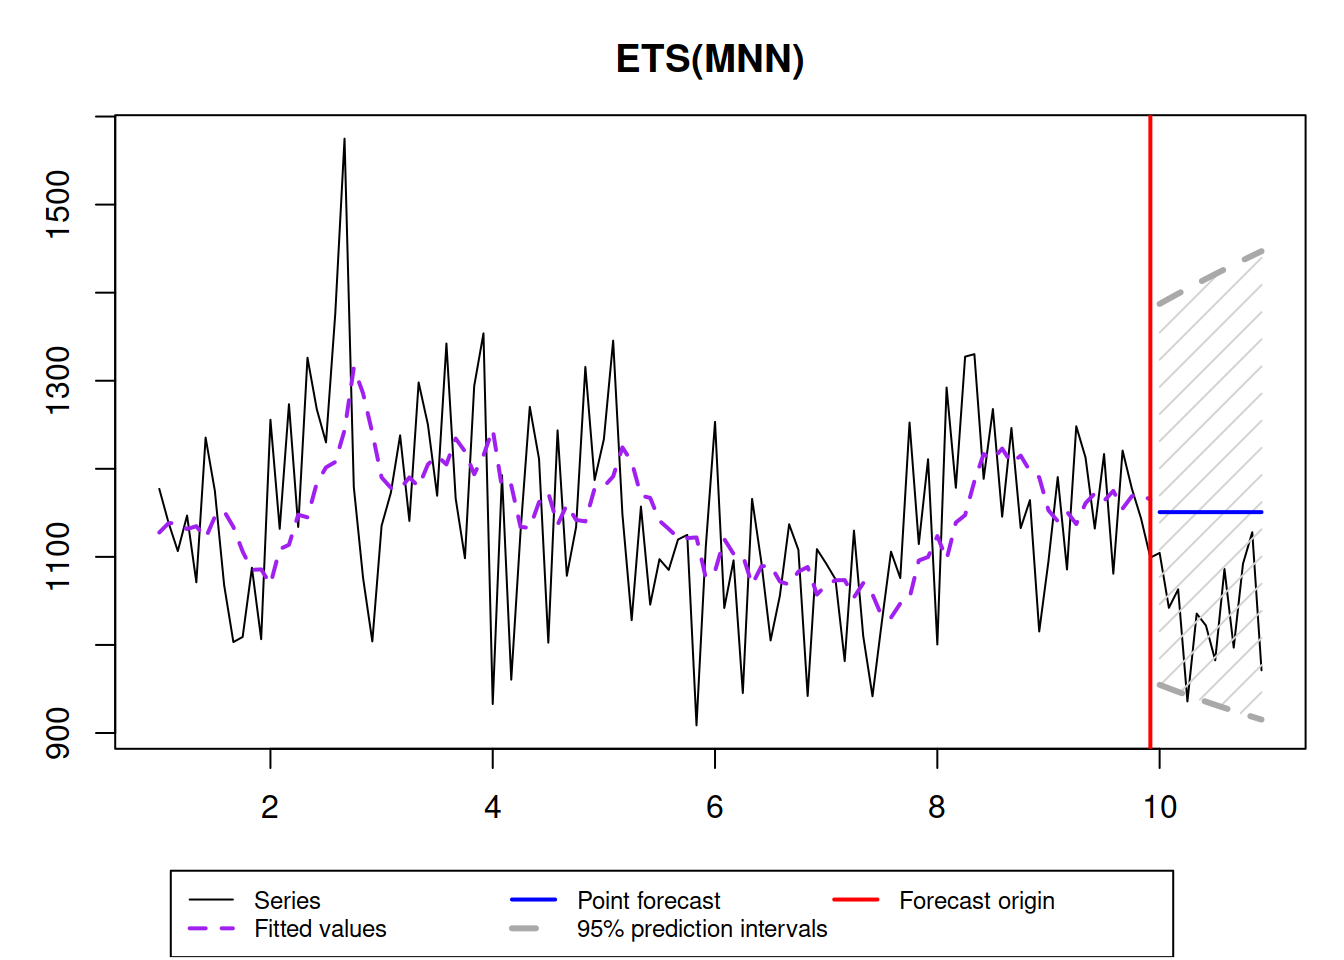 ETS(MNN)
1500
1300
1100
900
2 4 6 8 10
Series Point forecast Forecast origin
Fitted values 95% prediction intervals